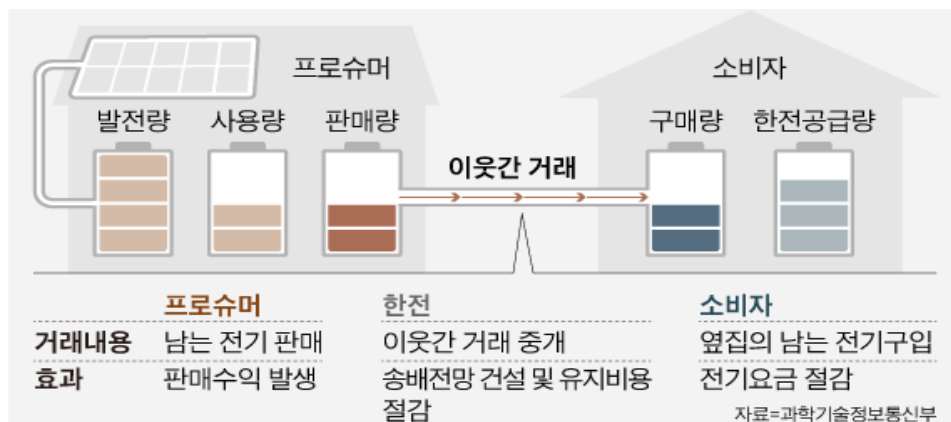 프로슈머
소비자
발전량 사용량 판매량
구매량 한전공급량
이웃간 거래
프로슈머 한전 소비자
거래내용 남는 전기 판매 이웃간 거래 중개 옆집의 남는 전기구입
효과 판매수익 발생 송배전망 건설 및 유지비용 전기요금 절감
절감
자료=과학기술정보통신부